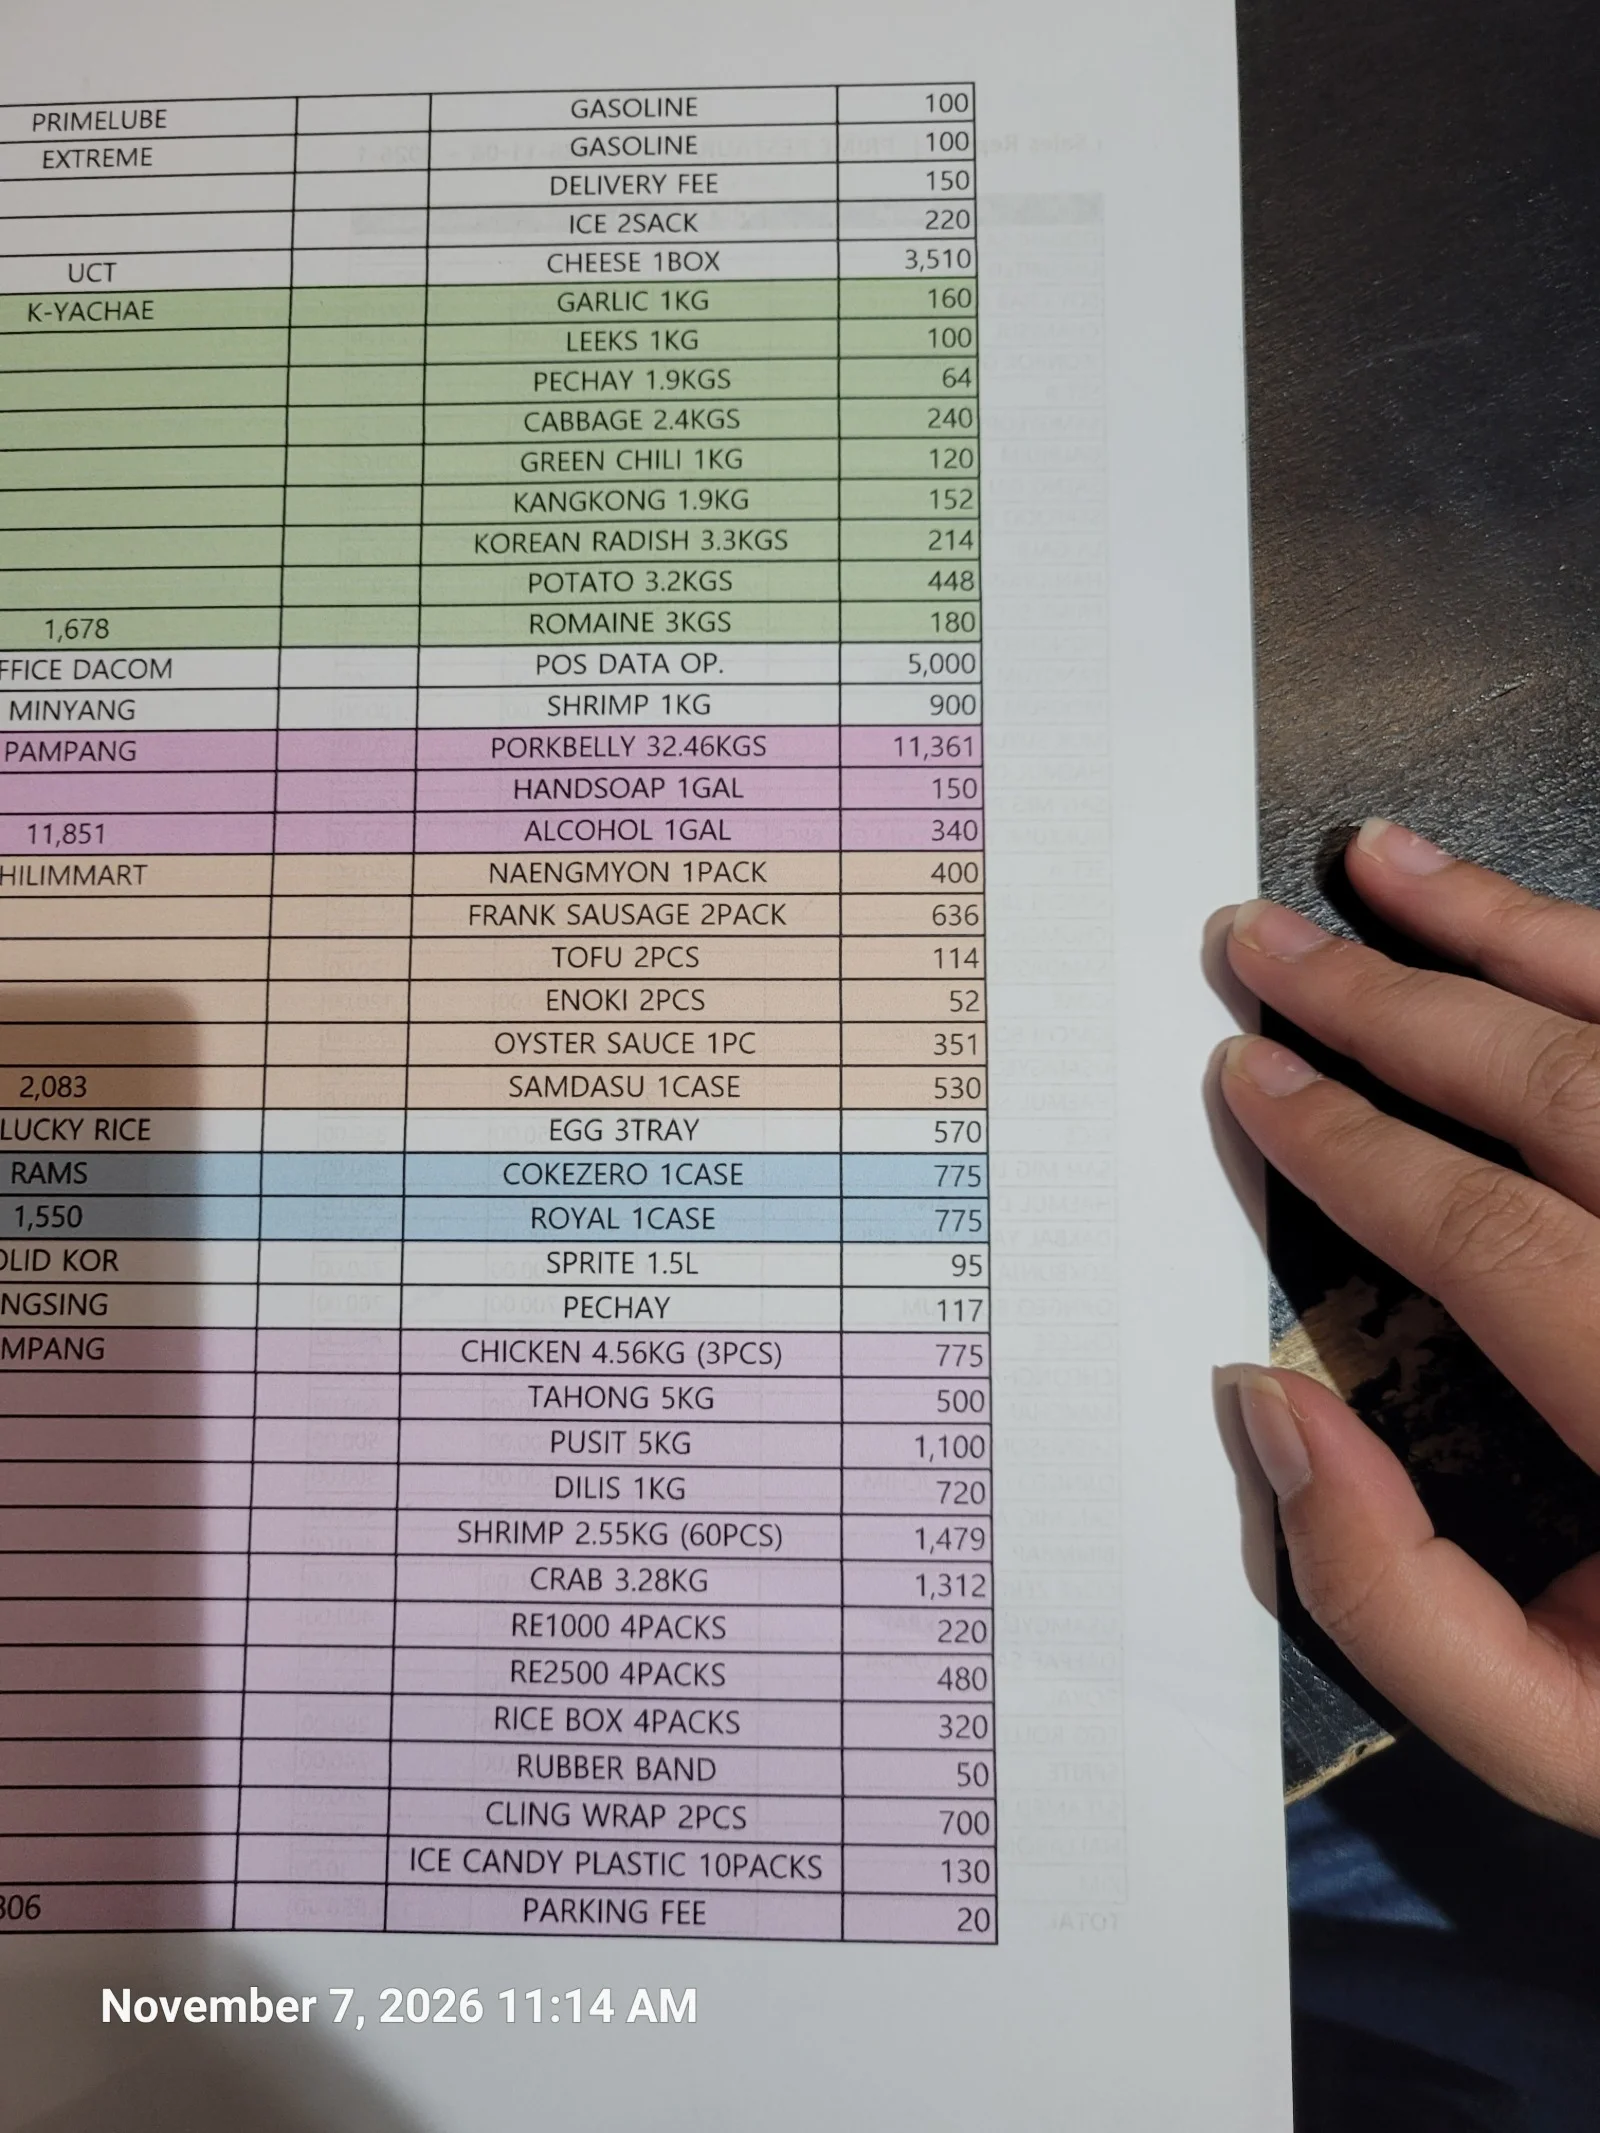 PRIMELUBE GASOLINE 100
EXTREME GASOLINE 100
DELIVERY FEE 150
ICE 2SACK 220
UCT CHEESE 1BOX 3,510
K-YACHAE GARLIC 1KG 160
LEEKS 1KG 100
PECHAY 1.9KGS 64
CABBAGE 2.4KGS 240
GREEN CHILI 1KG 120
KANGKONG 1.9KG 152
KOREAN RADISH 3.3KGS 214
POTATO 3.2KGS 448
1,678 ROMAINE 3KGS 180
FFICE DACOM POS DATA OP. 5,000
MINYANG SHRIMP 1KG 900
PAMPANG PORKBELLY 32.46KGS 11,361
HANDSOAP 1GAL 150
11,851 ALCOHOL 1GAL 340
HILIMMART NAENGMYON 1PACK 400
FRANK SAUSAGE 2PACK 636
TOFU 2PCS 114
ENOKI 2PCS 52
OYSTER SAUCE 1PC 351
2,083 SAMDASU 1CASE 530
LUCKY RICE EGG 3TRAY 570
RAMS COKEZERO 1CASE 775
1,550 ROYAL 1CASE 775
OLID KOR SPRITE 1.5L 95
NGSING PECHAY 117
MPANG CHICKEN 4.56KG (3PCS) 775
TAHONG 5KG 500
PUSIT 5KG 1,100
DILIS 1KG 720
SHRIMP 2.55KG (60PCS) 1,479
CRAB 3.28KG 1,312
RE1000 4PACKS 220
RE2500 4PACKS 480
RICE BOX 4PACKS 320
RUBBER BAND 50
CLING WRAP 2PCS 700
ICE CANDY PLASTIC 10PACKS 130
806 PARKING FEE 20
November 7, 2026 11:14 AM